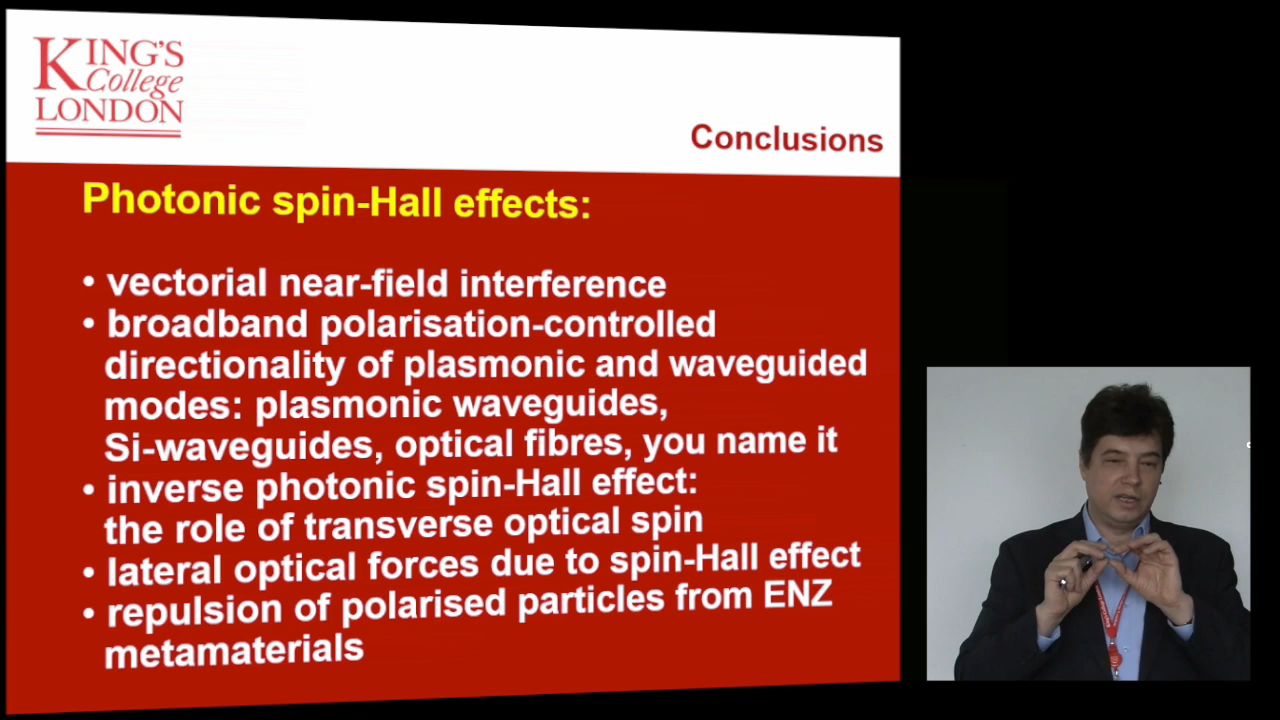 KING'S
College
LONDON
Conclusions
Photonic spin-Hall effects:
• vectorial near-field interference
• broadband polarisation-controlled
directionality of plasmonic and waveguided
modes: plasmonic waveguides,
Si-waveguides, optical fibres, you name it
• inverse photonic spin-Hall effect:
the role of transverse optical spin
• lateral optical forces due to spin-Hall effect
• repulsion of polarised particles from ENZ
metamaterials